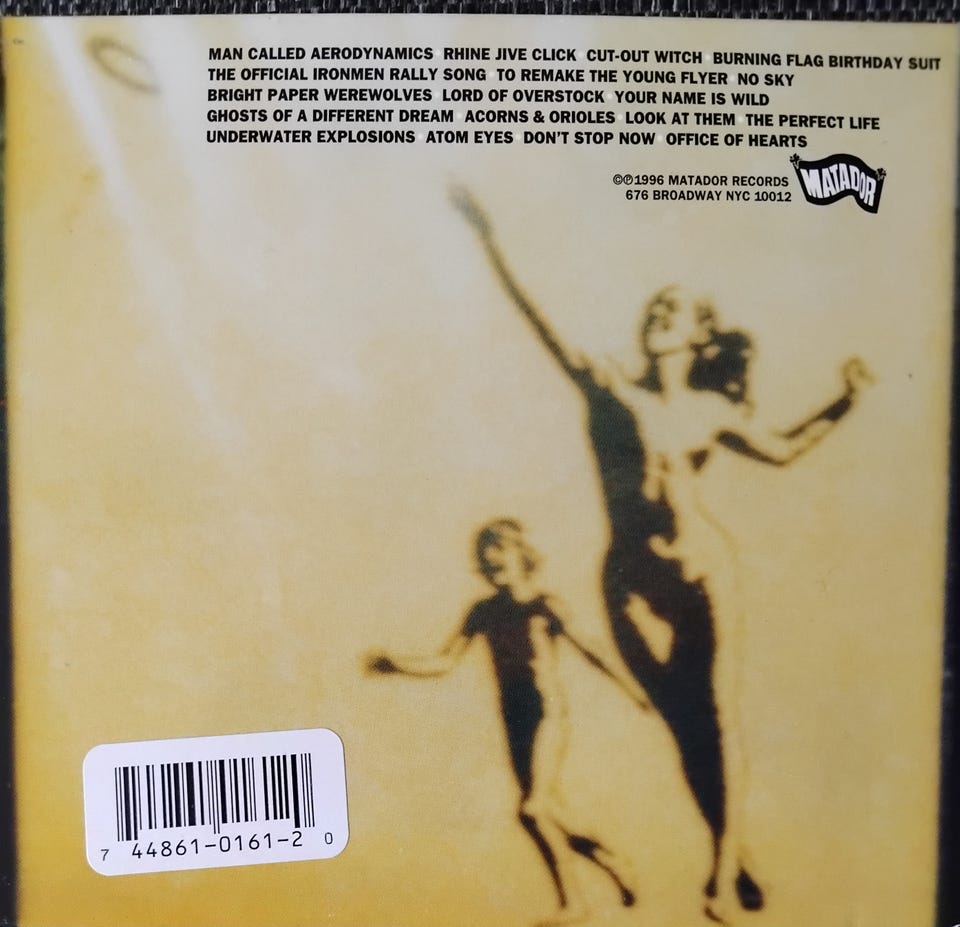 MAN CALLED AERODYNAMICS RHINE JIVE CLICK CUT-OUT WITCH BURNING FLAG BIRTHDAY SUIT
THE OFFICIAL IRONMEN RALLY SONG TO REMAKE THE YOUNG FLYER NO SKY
BRIGHT PAPER WEREWOLVES LORD OF OVERSTOCK YOUR NAME IS WILD
GHOSTS OF A DIFFERENT DREAM ACORNS & ORIOLES LOOK AT THEM THE PERFECT LIFE
UNDERWATER EXPLOSIONS ATOM EYES DON'T STOP NOW OFFICE OF HEARTS
©℗1996 MATADOR RECORDS
676 BROADWAY NYC 10012
MATADOR
7 44861-0161-2 0